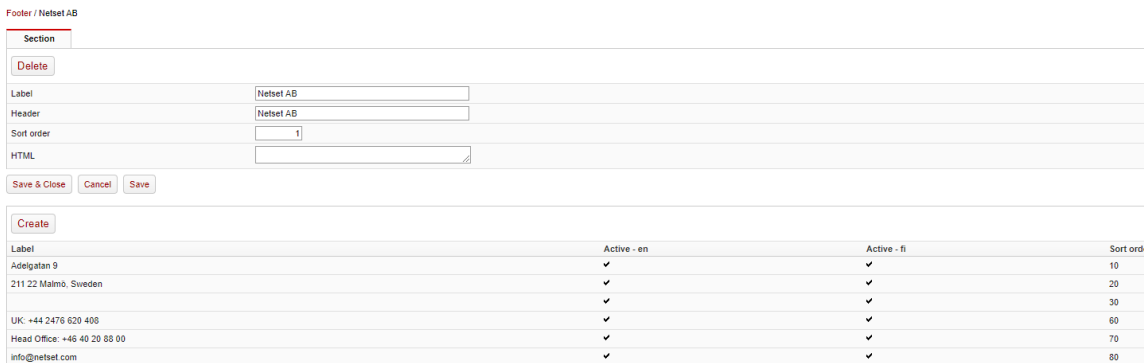 Footer / Netset AB
Section
Delete
Label Netset AB
Header Netset AB
Sort order 1
HTML
Save & Close Cancel Save
Create
Label Active - en Active - fi Sort orde
Adelgatan 9 ✔ ✔ 10
211 22 Malmö, Sweden ✔ ✔ 20
✔ ✔ 30
UK: +44 2476 620 408 ✔ ✔ 60
Head Office: +46 40 20 88 00 ✔ ✔ 70
info@netset.com ✔ ✔ 80